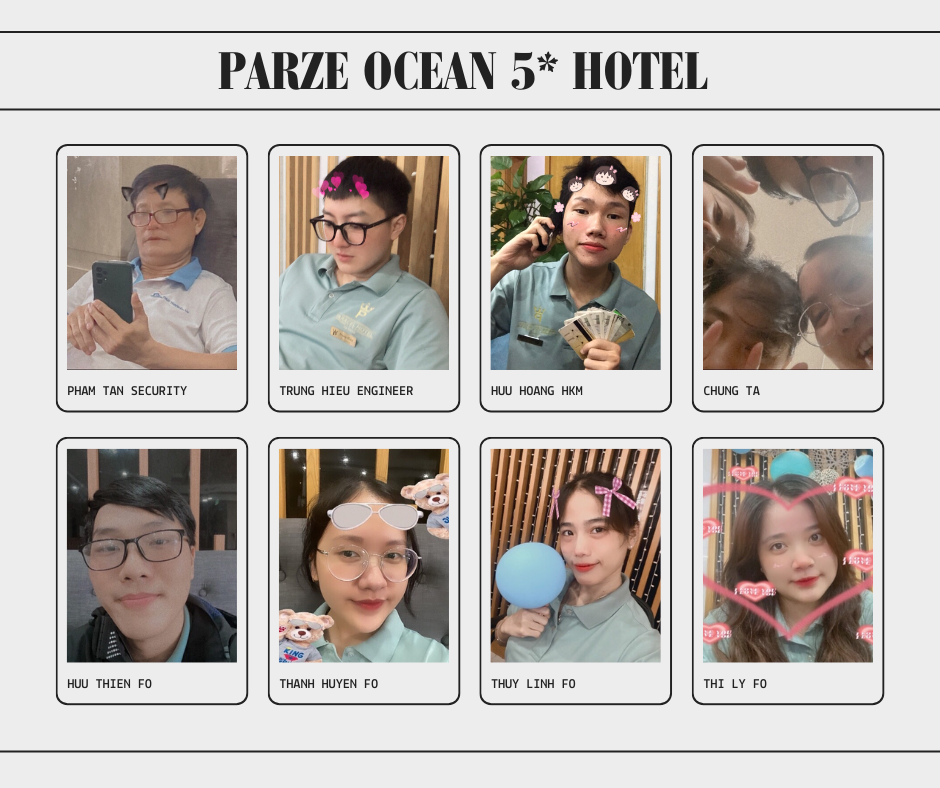 PARZE OCEAN 5* HOTEL
PHAM TAN SECURITY
TRUNG HIEU ENGINEER
HUU HOANG HKM
CHUNG TA
HUU THIEN FO
THANH HUYEN FO
THUY LINH FO
THI LY FO
KING